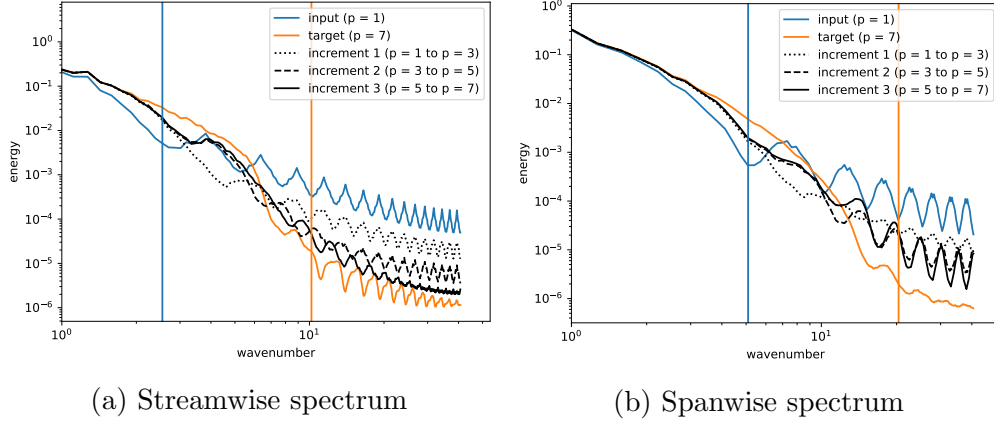 input (p = 1)
target (p = 7)
increment 1 (p = 1 to p = 3)
increment 2 (p = 3 to p = 5)
increment 3 (p = 5 to p = 7)
energy
10^0
10^{-1}
10^{-2}
10^{-3}
10^{-4}
10^{-5}
10^{-6}
10^0
10^1
wavenumber
(a) Streamwise spectrum
input (p = 1)
target (p = 7)
increment 1 (p = 1 to p = 3)
increment 2 (p = 3 to p = 5)
increment 3 (p = 5 to p = 7)
energy
10^0
10^{-1}
10^{-2}
10^{-3}
10^{-4}
10^{-5}
10^{-6}
10^0
10^1
wavenumber
(b) Spanwise spectrum